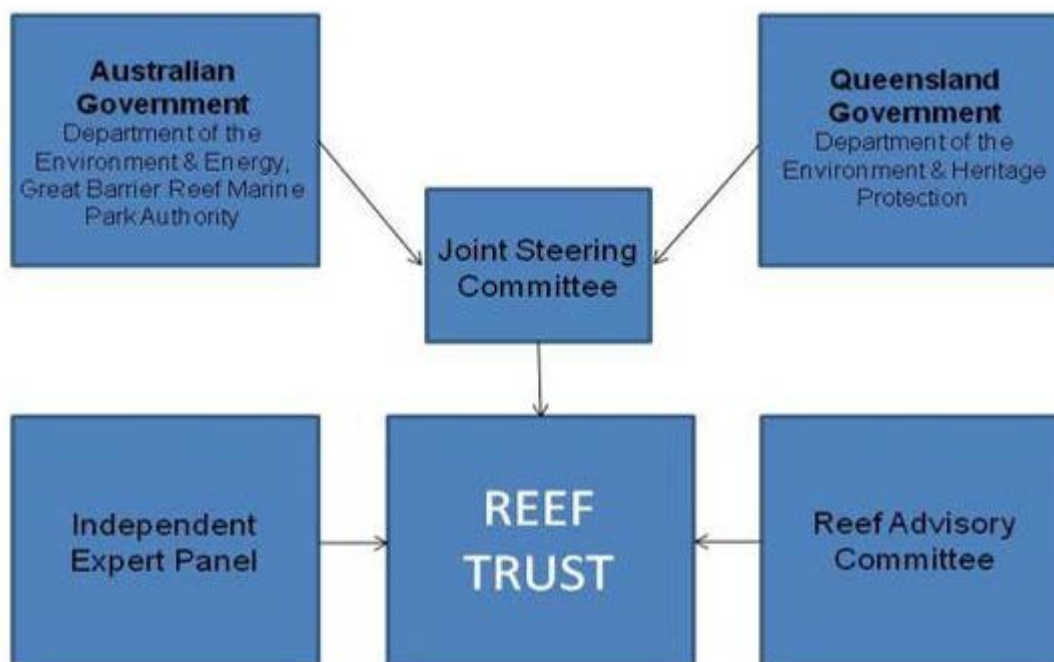 Australian
Government
Department of the
Environment & Energy,
Great Barrier Reef Marine
Park Authority
Queensland
Government
Department of the
Environment & Heritage
Protection
Joint Steering
Committee
Independent
Expert Panel
REEF
TRUST
Reef Advisory
Committee